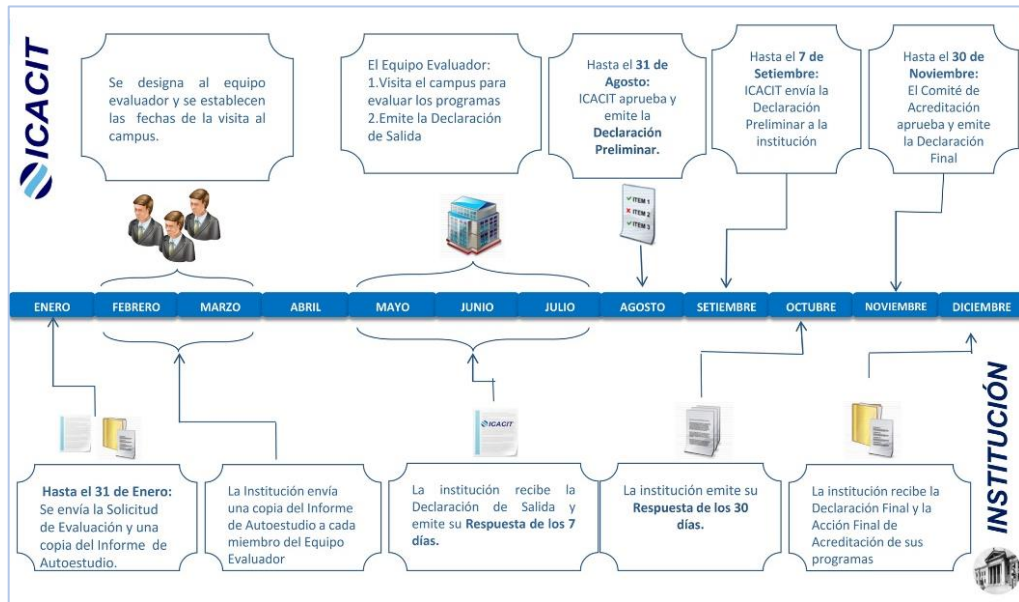 ICACIT
Se designa al equipo
evaluador y se establecen
las fechas de la visita al
campus.
El Equipo Evaluador:
1.Visita el campus para
evaluar los programas
2.Emite la Declaración
de Salida
Hasta el 31 de
Agosto:
ICACIT aprueba y
emite la
Declaración
Preliminar.
Hasta el 7 de
Setiembre:
ICACIT envía la
Declaración
Preliminar a la
institución
Hasta el 30 de
Noviembre:
El Comité de
Acreditación
aprueba y emite
la Declaración
Final
ITEM 1
ITEM 2
ITEM 3
ENERO FEBRERO MARZO ABRIL MAYO JUNIO JULIO AGOSTO SETIEMBRE OCTUBRE NOVIEMBRE DICIEMBRE
ICACIT
Hasta el 31 de Enero:
Se envía la Solicitud
de Evaluación y una
copia del Informe de
Autoestudio.
La Institución envía
una copia del Informe
de Autoestudio a cada
miembro del Equipo
Evaluador
La institución recibe la
Declaración de Salida y
emite su Respuesta de los 7
días.
La institución emite su
Respuesta de los 30
días.
La institución recibe la
Declaración Final y la
Acción Final de
Acreditación de sus
programas
INSTITUCIÓN